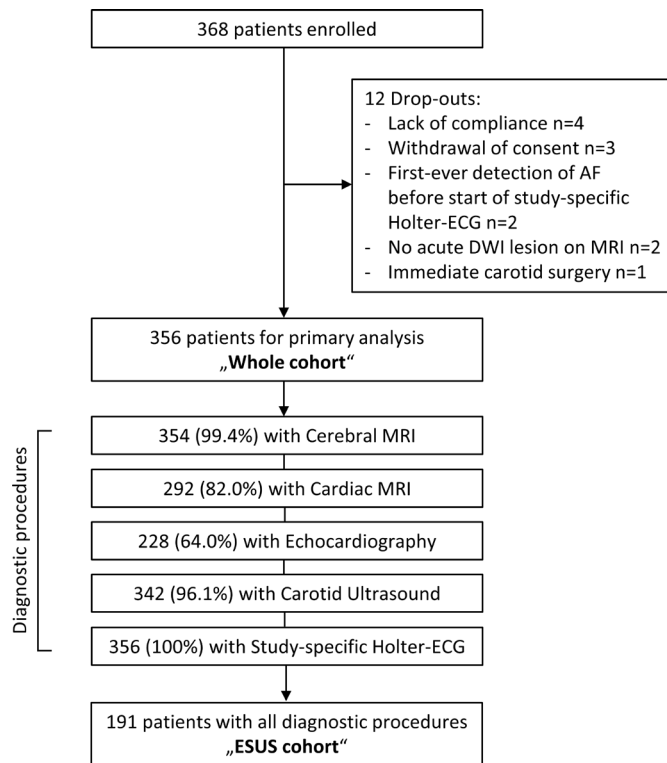 368 patients enrolled
12 Drop-outs:
- Lack of compliance n=4
- Withdrawal of consent n=3
- First-ever detection of AF
before start of study-specific
Holter-ECG n=2
- No acute DWI lesion on MRI n=2
- Immediate carotid surgery n=1
356 patients for primary analysis
„Whole cohort“
Diagnostic procedures
354 (99.4%) with Cerebral MRI
292 (82.0%) with Cardiac MRI
228 (64.0%) with Echocardiography
342 (96.1%) with Carotid Ultrasound
356 (100%) with Study-specific Holter-ECG
191 patients with all diagnostic procedures
„ESUS cohort“